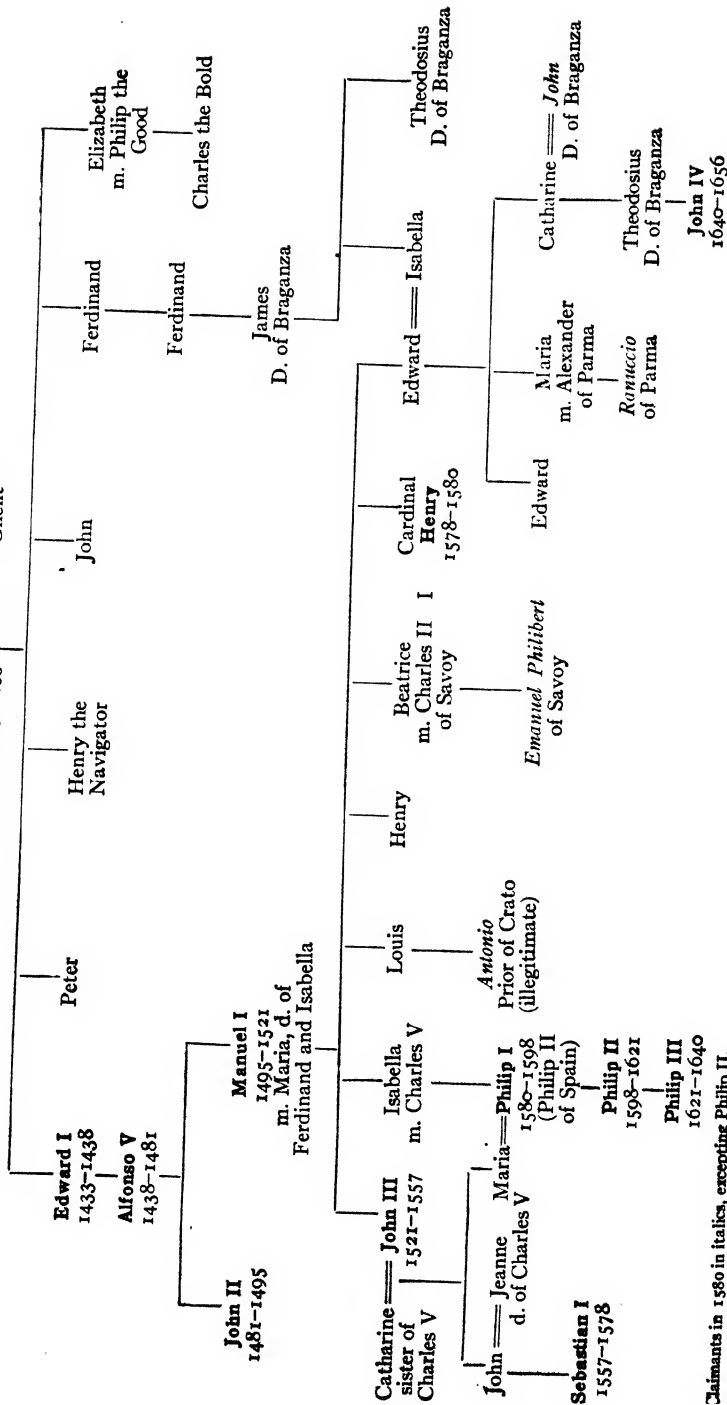 Edward I
1433–1438
Peter
Henry the
Navigator
John
Ferdinand
Elizabeth
m. Philip the
Good
Alfonso V
1438–1481
Ferdinand
Charles the Bold
John II
1481–1495
Manuel I
1495–1521
m. Maria, d. of
Ferdinand and Isabella
James
D. of Braganza
Catharine
sister of
Charles V
John III
1521–1557
Isabella
m. Charles V
Louis
Henry
Beatrice
m. Charles II I
of Savoy
Cardinal
Henry
1578–1580
Edward
Isabella
Theodosius
D. of Braganza
John
Jeanne
d. of Charles V
Maria
Philip I
1580–1598
(Philip II
of Spain)
Antonio
Prior of Crato
(illegitimate)
Emanuel Philibert
of Savoy
Edward
Maria
m. Alexander
of Parma
Catharine
John
D. of Braganza
Sebastian I
1557–1578
Philip II
1598–1621
Ranuccio
of Parma
Theodosius
D. of Braganza
Philip III
1621–1640
John IV
1640–1656
Claimants in 1580 in italics, excepting Philip II